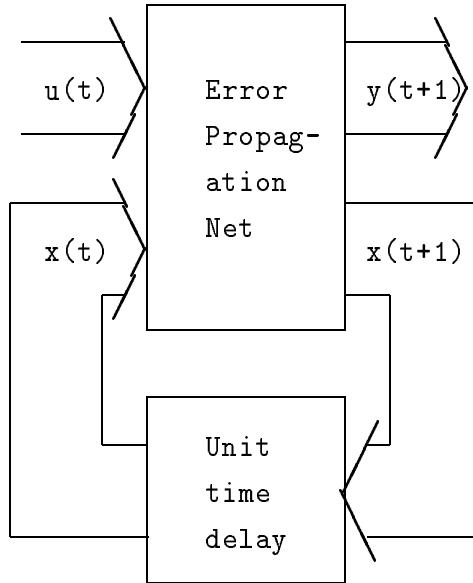 u(t)
x(t)
Error
Propag-
ation
Net
y(t+1)
x(t+1)
Unit
time
delay